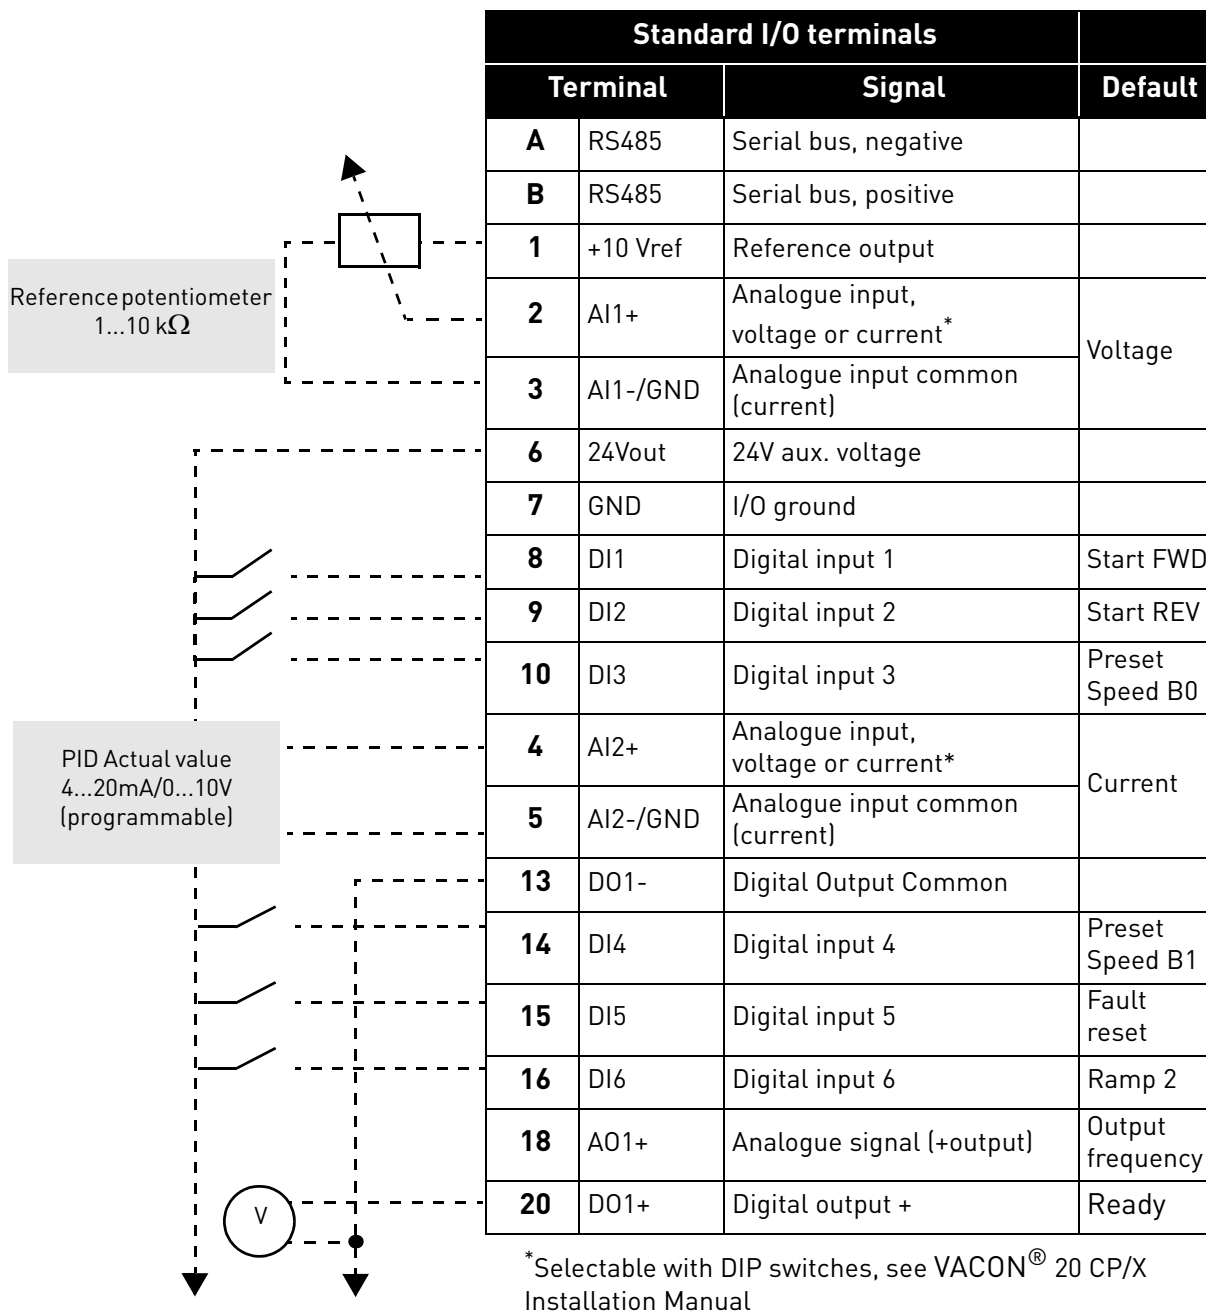 Standard I/O terminals
Terminal Signal Default
A RS485 Serial bus, negative
B RS485 Serial bus, positive
1 +10 Vref Reference output
Reference potentiometer
1...10 kΩ
2 AI1+ Analogue input,
voltage or current*
Voltage
3 AI1-/GND Analogue input common
(current)
6 24Vout 24V aux. voltage
7 GND I/O ground
8 DI1 Digital input 1 Start FWD
9 DI2 Digital input 2 Start REV
10 DI3 Digital input 3 Preset
Speed B0
PID Actual value
4...20mA/0...10V
(programmable)
4 AI2+ Analogue input,
voltage or current*
Current
5 AI2-/GND Analogue input common
(current)
13 DO1- Digital Output Common
14 DI4 Digital input 4 Preset
Speed B1
15 DI5 Digital input 5 Fault
reset
16 DI6 Digital input 6 Ramp 2
18 AO1+ Analogue signal (+output) Output
frequency
V
20 DO1+ Digital output + Ready
*Selectable with DIP switches, see VACON® 20 CP/X
Installation Manual